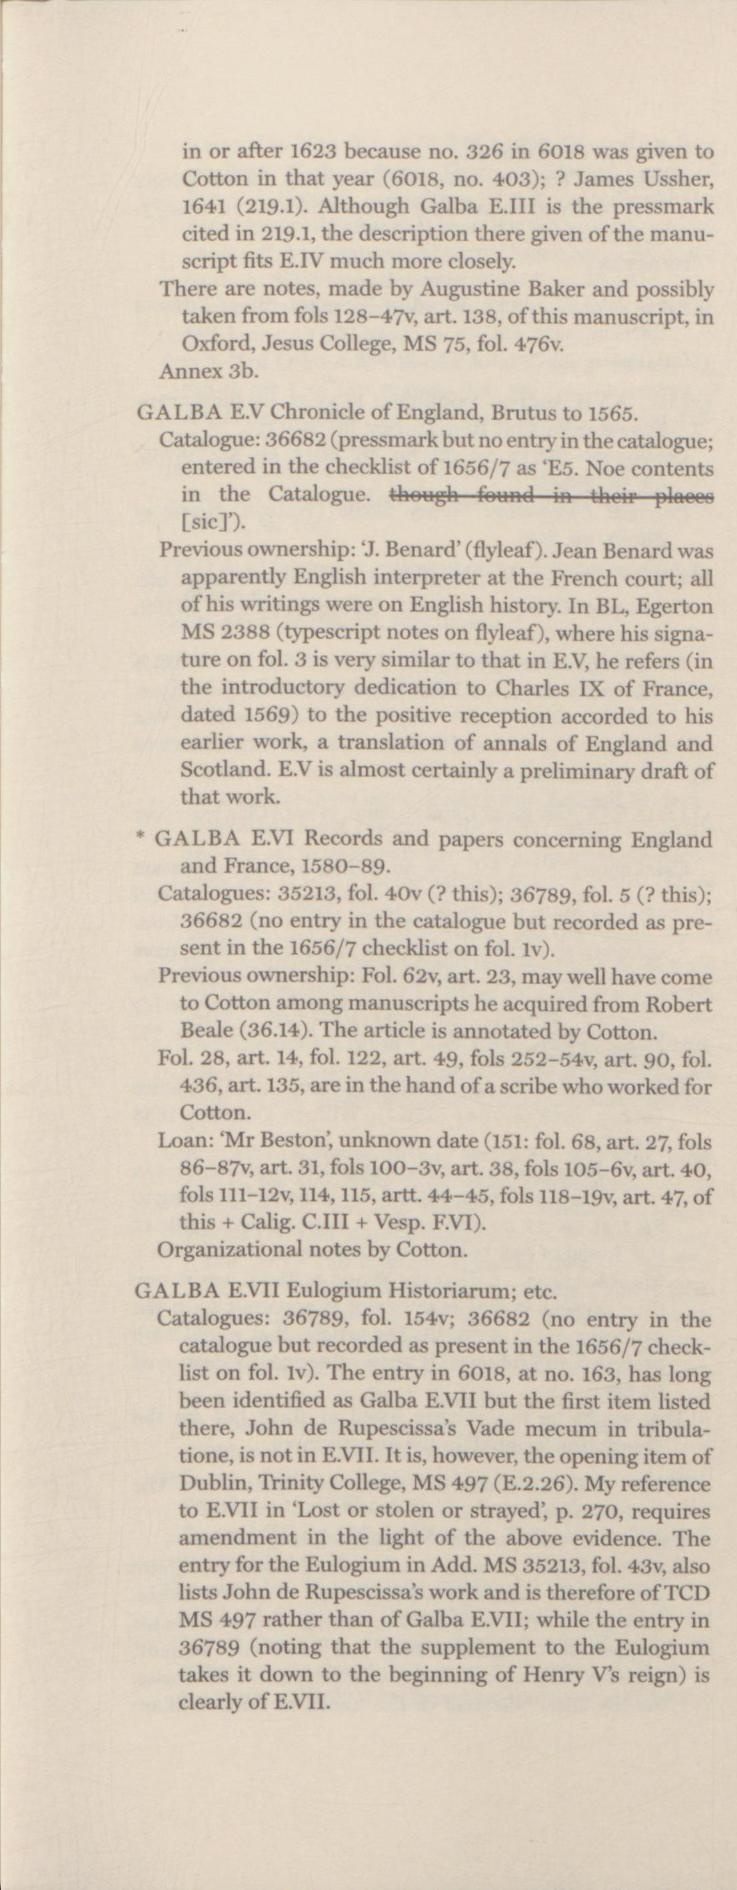 in or after 1623 because no. 326 in 6018 was given to
Cotton in that year (6018, no. 403); ? James Ussher,
1641 (219.1). Although Galba E.III is the pressmark
cited in 219.1, the description there given of the manu-
script fits E.IV much more closely.
There are notes, made by Augustine Baker and possibly
taken from fols 128–47v, art. 138, of this manuscript, in
Oxford, Jesus College, MS 75, fol. 476v.
Annex 3b.
GALBA E.V Chronicle of England, Brutus to 1565.
Catalogue: 36682 (pressmark but no entry in the catalogue;
entered in the checklist of 1656/7 as ‘E5. Noe contents
in the Catalogue. though found in their places
[sic]’).
Previous ownership: ‘J. Benard’ (flyleaf). Jean Benard was
apparently English interpreter at the French court; all
of his writings were on English history. In BL, Egerton
MS 2388 (typescript notes on flyleaf), where his signa-
ture on fol. 3 is very similar to that in E.V, he refers (in
the introductory dedication to Charles IX of France,
dated 1569) to the positive reception accorded to his
earlier work, a translation of annals of England and
Scotland. E.V is almost certainly a preliminary draft of
that work.
* GALBA E.VI Records and papers concerning England
and France, 1580–89.
Catalogues: 35213, fol. 40v (? this); 36789, fol. 5 (? this);
36682 (no entry in the catalogue but recorded as pre-
sent in the 1656/7 checklist on fol. 1v).
Previous ownership: Fol. 62v, art. 23, may well have come
to Cotton among manuscripts he acquired from Robert
Beale (36.14). The article is annotated by Cotton.
Fol. 28, art. 14, fol. 122, art. 49, fols 252–54v, art. 90, fol.
436, art. 135, are in the hand of a scribe who worked for
Cotton.
Loan: ‘Mr Beston’, unknown date (151: fol. 68, art. 27, fols
86–87v, art. 31, fols 100–3v, art. 38, fols 105–6v, art. 40,
fols 111–12v, 114, 115, artt. 44–45, fols 118–19v, art. 47, of
this + Calig. C.III + Vesp. F.VI).
Organizational notes by Cotton.
GALBA E.VII Eulogium Historiarum; etc.
Catalogues: 36789, fol. 154v; 36682 (no entry in the
catalogue but recorded as present in the 1656/7 check-
list on fol. 1v). The entry in 6018, at no. 163, has long
been identified as Galba E.VII but the first item listed
there, John de Rupescissa’s Vade mecum in tribula-
tione, is not in E.VII. It is, however, the opening item of
Dublin, Trinity College, MS 497 (E.2.26). My reference
to E.VII in ‘Lost or stolen or strayed’, p. 270, requires
amendment in the light of the above evidence. The
entry for the Eulogium in Add. MS 35213, fol. 43v, also
lists John de Rupescissa’s work and is therefore of TCD
MS 497 rather than of Galba E.VII; while the entry in
36789 (noting that the supplement to the Eulogium
takes it down to the beginning of Henry V’s reign) is
clearly of E.VII.